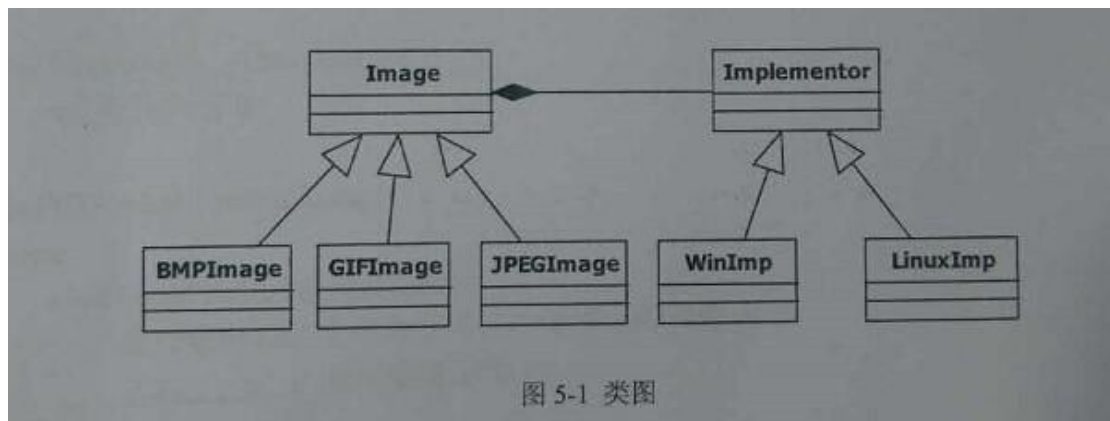 Image
Implementor
BMPImage
GIFImage
JPEGImage
WinImp
LinuxImp
图 5-1 类图